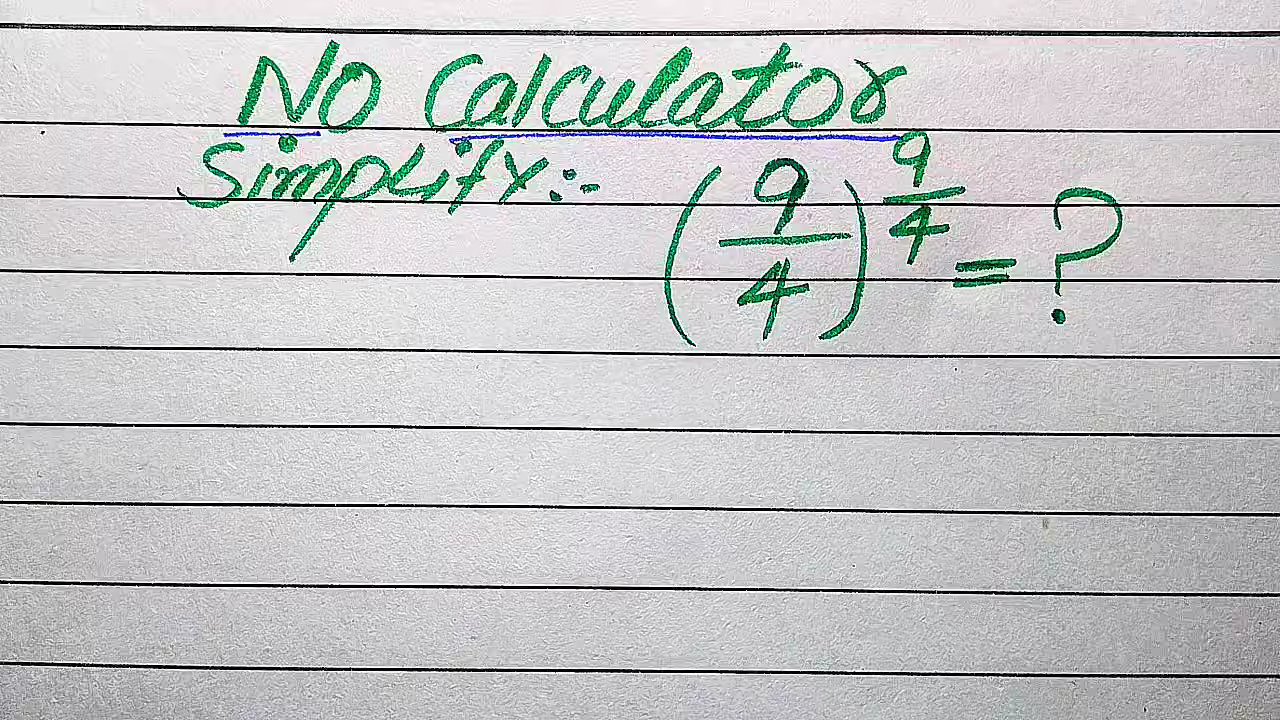 No Calculator
Simplify:- (9/4)^9/4 = ?